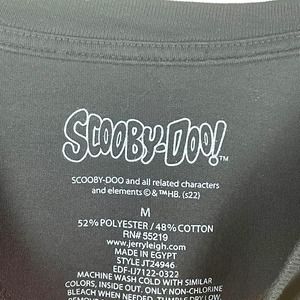 SCOOBY-DOO!™
SCOOBY-DOO and all related characters
and elements © & ™ HB. (s22)
M
52% POLYESTER / 48% COTTON
RN# 55219
www.jerryleigh.com
MADE IN EGYPT
STYLE JT24946
EDF-IJ7122-0322
MACHINE WASH COLD WITH SIMILAR
COLORS, INSIDE OUT. ONLY NON-CHLORINE
BLEACH WHEN NEEDED. TUMBLE DRY LOW.